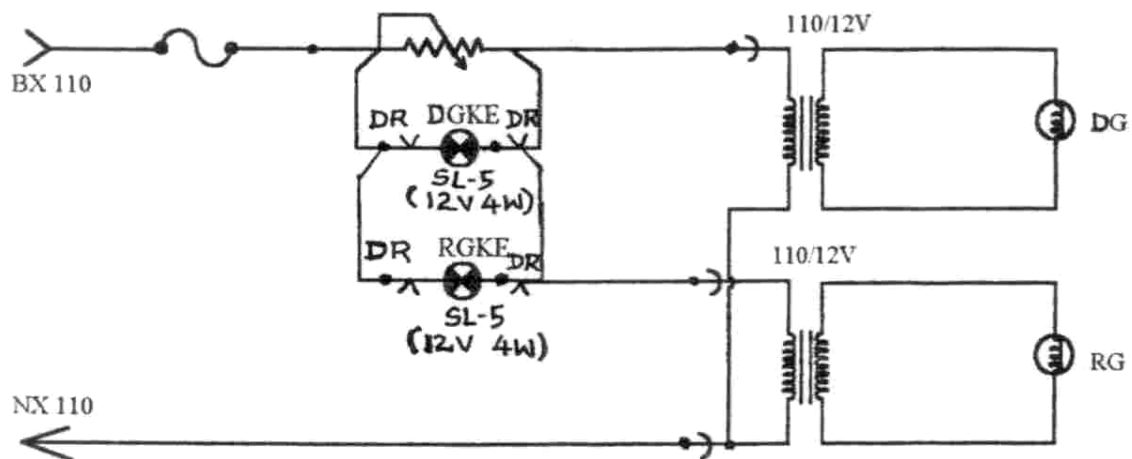 110/12V
BX 110
DR DGKE DR
DG
SL-5
(12V 4W)
110/12V
DR RGKE DR
SL-5
(12V 4W)
RG
NX 110